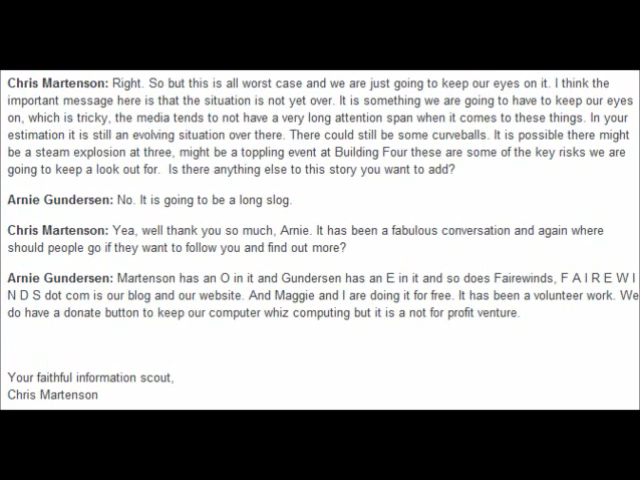 Chris Martenson: Right. So but this is all worst case and we are just going to keep our eyes on it. I think the
important message here is that the situation is not yet over. It is something we are going to have to keep our eyes
on, which is tricky, the media tends to not have a very long attention span when it comes to these things. In your
estimation it is still an evolving situation over there. There could still be some curveballs. It is possible there might
be a steam explosion at three, might be a toppling event at Building Four these are some of the key risks we are
going to keep a look out for. Is there anything else to this story you want to add?
Arnie Gundersen: No. It is going to be a long slog.
Chris Martenson: Yea, well thank you so much, Arnie. It has been a fabulous conversation and again where
should people go if they want to follow you and find out more?
Arnie Gundersen: Martenson has an O in it and Gundersen has an E in it and so does Fairewinds, F A I R E W I
N D S dot com is our blog and our website. And Maggie and I are doing it for free. It has been a volunteer work. We
do have a donate button to keep our computer whiz computing but it is a not for profit venture.
Your faithful information scout,
Chris Martenson